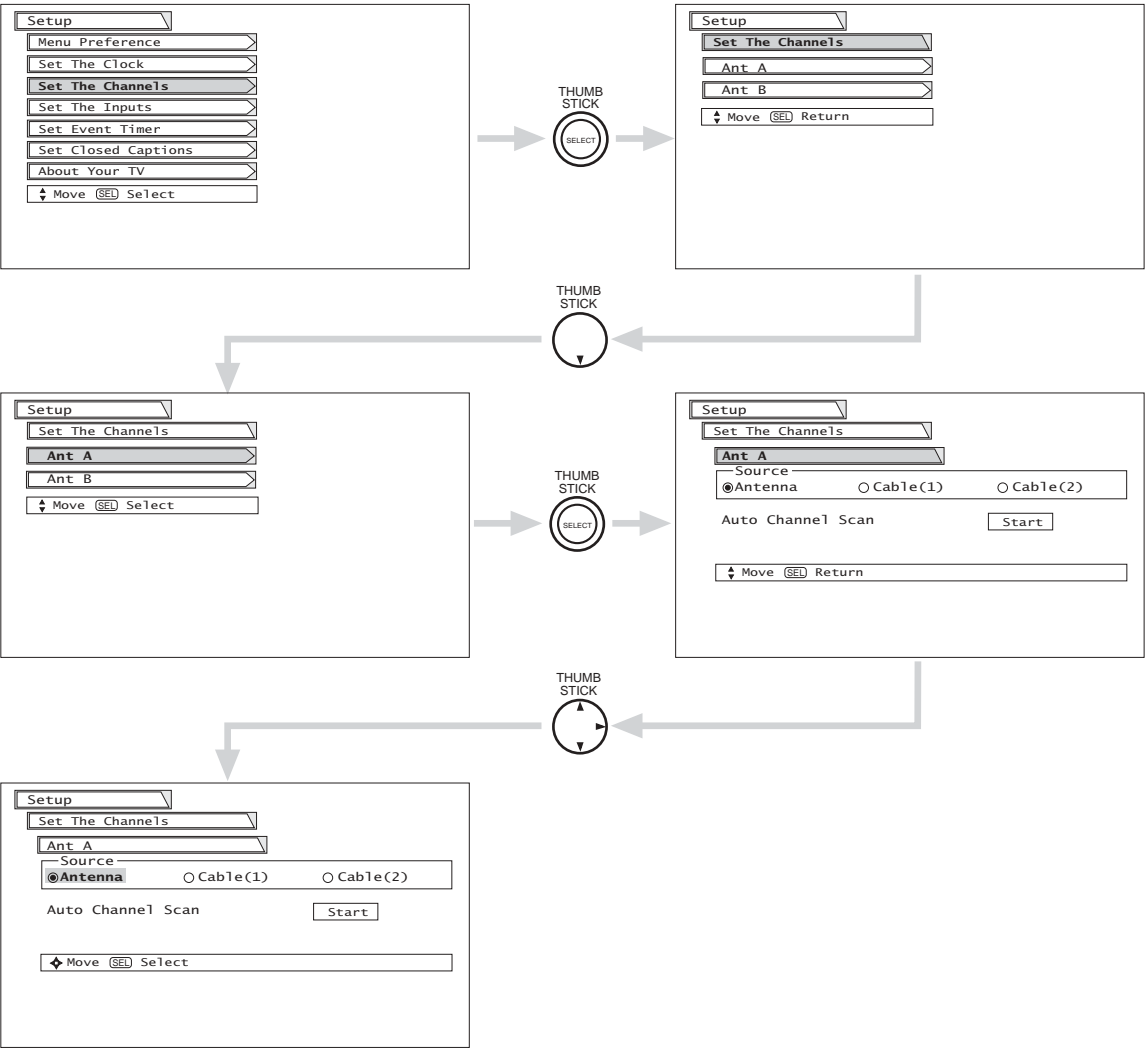 Setup
Menu Preference
Set The Clock
Set The Channels
Set The Inputs
Set Event Timer
Set Closed Captions
About Your TV
Move SEL Select
THUMB
STICK
SELECT
Setup
Set The Channels
Ant A
Ant B
Move SEL Return
THUMB
STICK
Setup
Set The Channels
Ant A
Ant B
Move SEL Select
THUMB
STICK
SELECT
Setup
Set The Channels
Ant A
Source
Antenna Cable(1) Cable(2)
Auto Channel Scan Start
Move SEL Return
THUMB
STICK
Setup
Set The Channels
Ant A
Source
Antenna Cable(1) Cable(2)
Auto Channel Scan Start
Move SEL Select